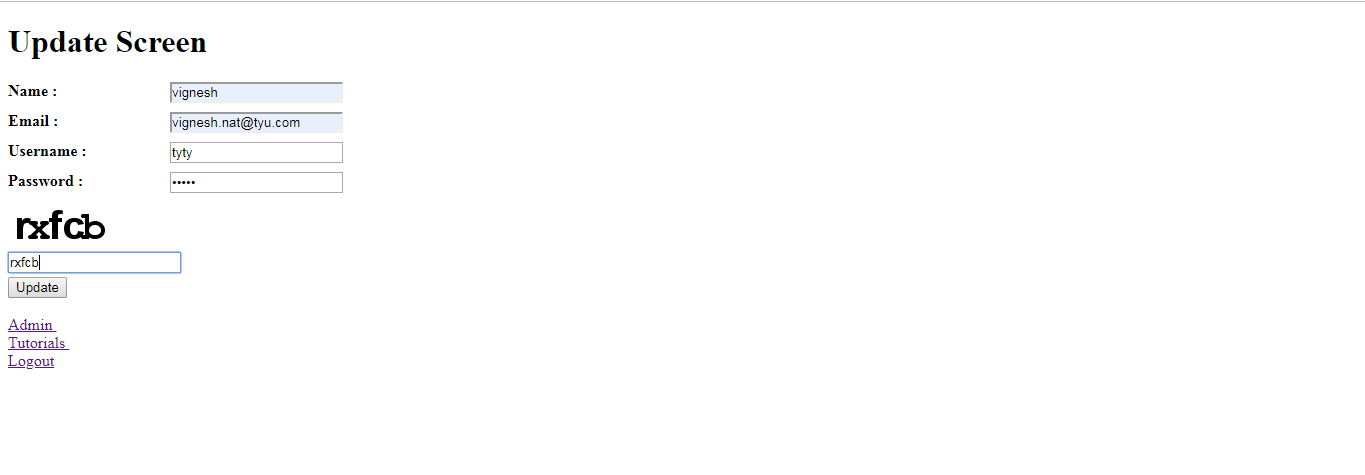 Update Screen
Name : vignesh
Email : vignesh.nat@tyu.com
Username : tyty
Password : •••••
rxfcb
rxfcb
Update
Admin
Tutorials
Logout